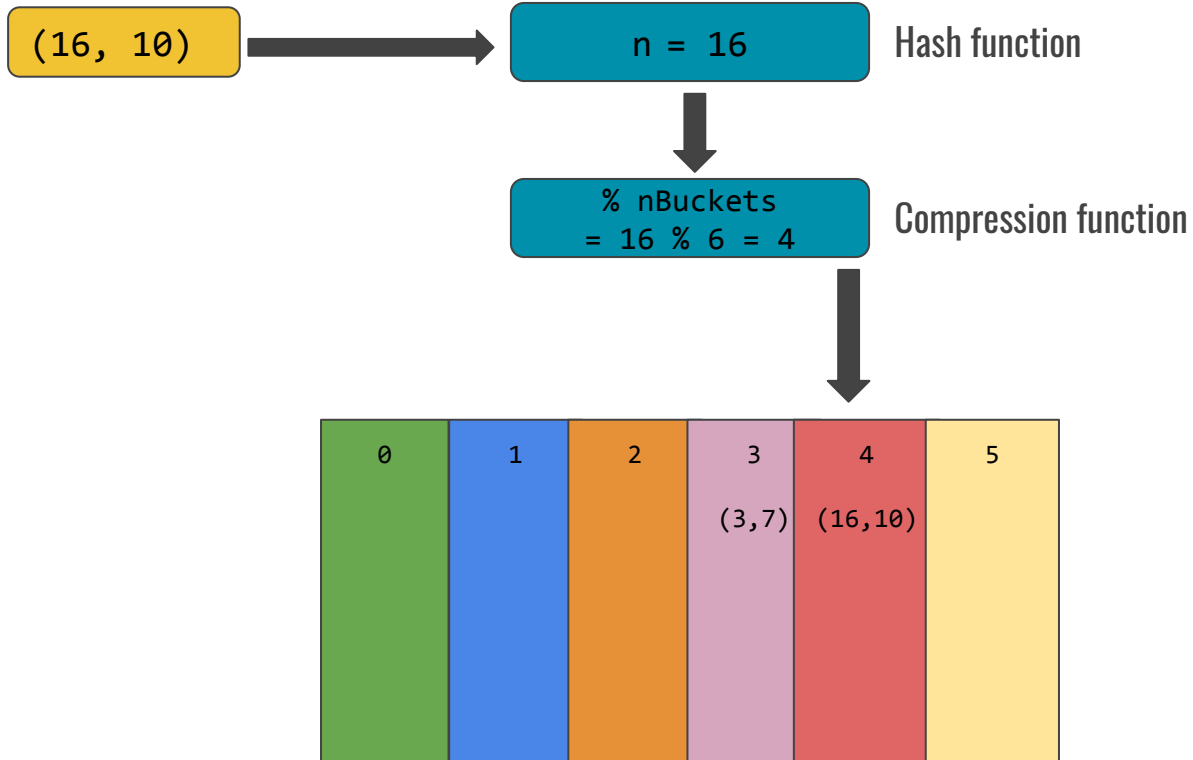 (16, 10)
n = 16
Hash function
% nBuckets
= 16 % 6 = 4
Compression function
0 1 2 3 4 5
(3,7) (16,10)